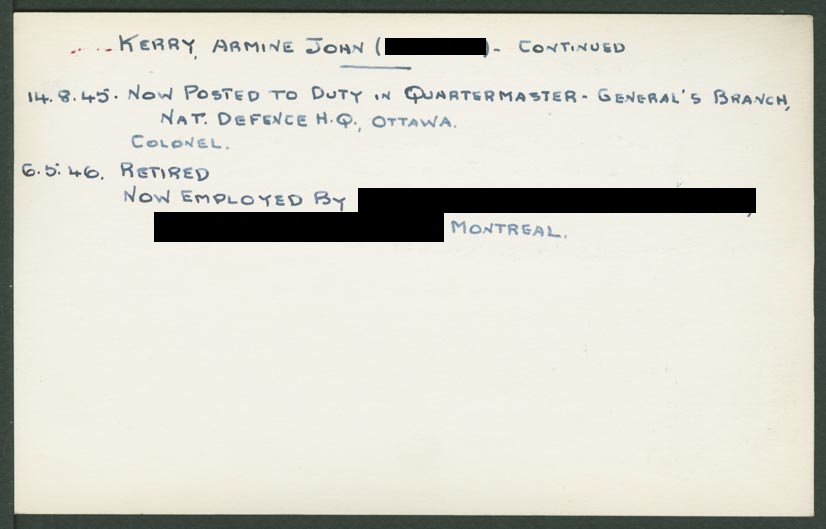 KERRY, ARMINE JOHN ( ) - CONTINUED
14.8.45. NOW POSTED TO DUTY IN QUARTERMASTER-GENERAL'S BRANCH,
NAT. DEFENCE H.Q., OTTAWA.
COLONEL.
6.5.46. RETIRED
NOW EMPLOYED BY
MONTREAL.